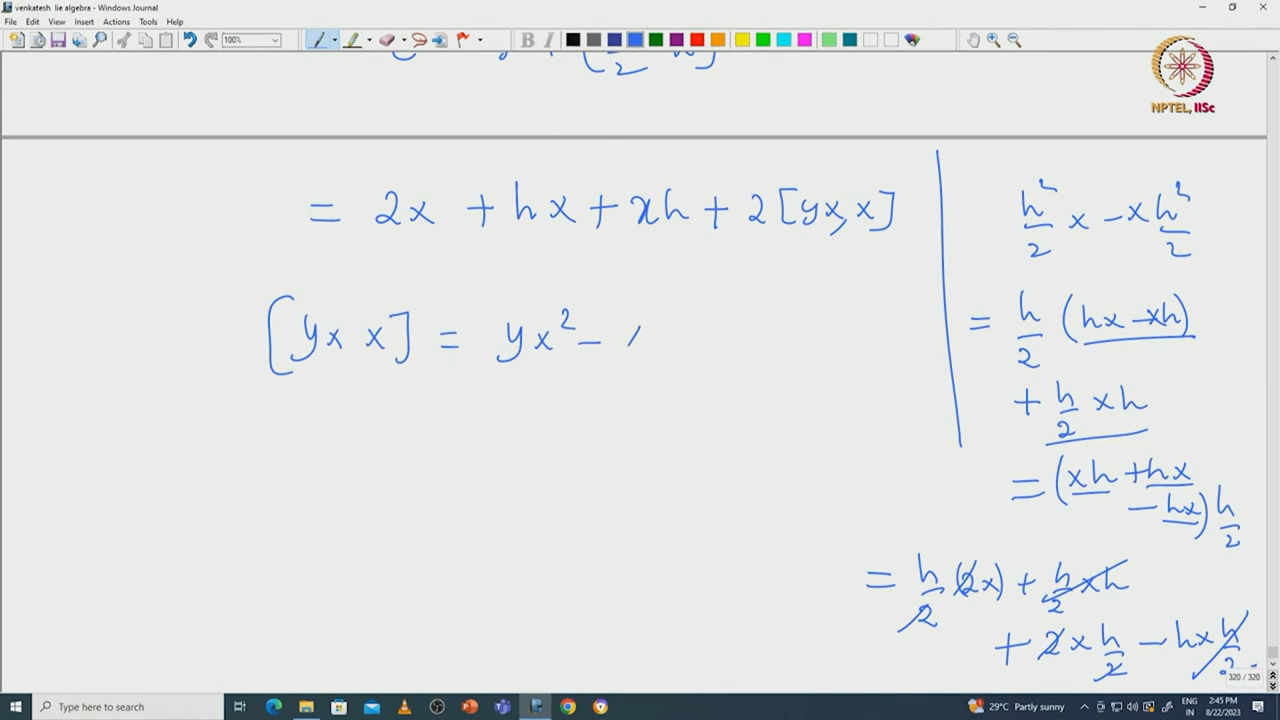 venkatesh lie algebra - Windows Journal
File Edit View Insert Actions Tools Help
100%
B I
NPTEL, IISc
= 2x + hx + xh + 2[yx, x]
[yx x] = yx² -
h²/2 x - x h²/2
= h/2 (hx - xh)
+ h/2 xh
= (xh + hx
- hx) h/2
= h/2 (2x) + h/2 xh
+ 2x h/2 - hx h/2
320 / 320
Type here to search
29°C Partly sunny
ENG
IN
2:45 PM
8/22/2023